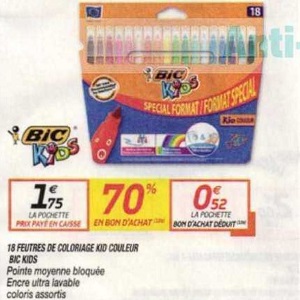 18
BIC
KIDS
SPECIAL FORMAT / FORMAT SPECIAL
Kid COULEUR
BIC
KIDS
1€75
LA POCHETTE
PRIX PAYÉ EN CAISSE
70%
EN BON D'ACHAT
0€52
LA POCHETTE
BON D'ACHAT DÉDUIT
18 FEUTRES DE COLORIAGE KID COULEUR
BIC KIDS
Pointe moyenne bloquée
Encre ultra lavable
coloris assortis